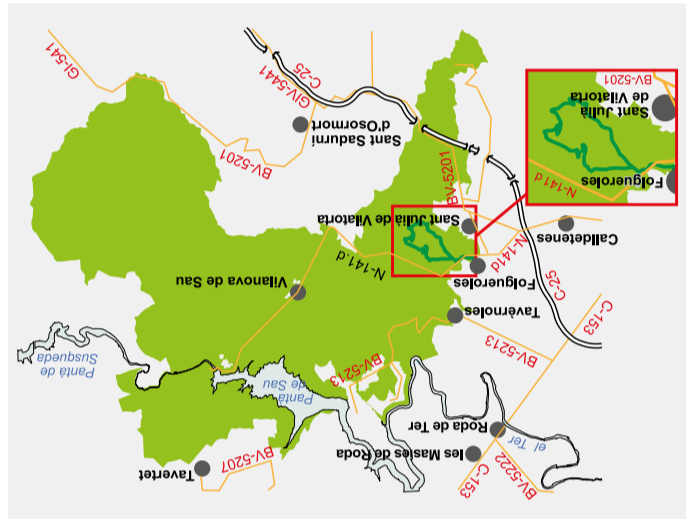 BV-5222
C-153
les Masies de Roda
BV-5207
Tavertet
el Ter
Roda de Ter
Pantà
de Sau
Pantà de
Susqueda
BV-5213
BV-5213
C-153
Tavèrnoles
C-25
Folgueroles
Vilanova de Sau
N-141d
N-141.d
Calldetenes
Sant Julià de Vilatorta
Folgueroles
N-141d
BV-5201
Sant Julià
de Vilatorta
BV-5201
Sant Sadurní
d'Osormort
BV-5201
C-25
GIV-5441
GI-541